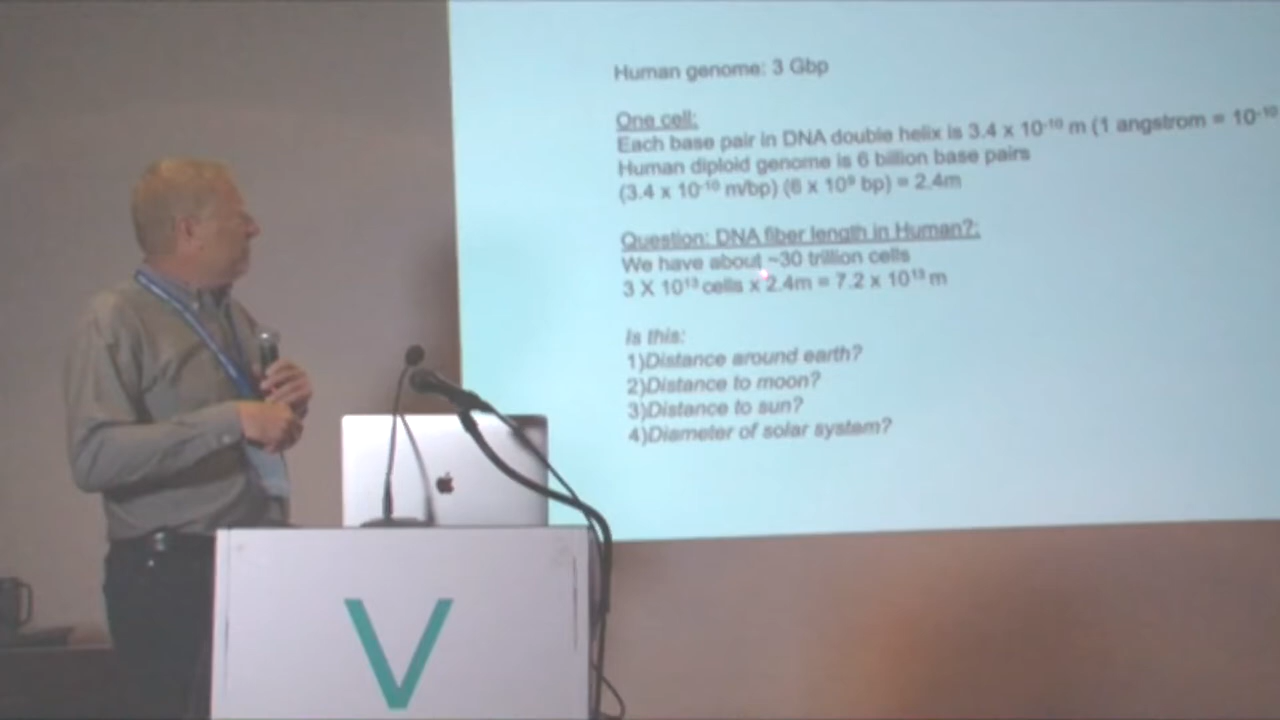 Human genome: 3 Gbp
One cell:
Each base pair in DNA double helix is 3.4 x 10⁻¹⁰ m (1 angstrom = 10⁻¹⁰
Human diploid genome is 6 billion base pairs
(3.4 x 10⁻¹⁰ m/bp) (6 x 10⁹ bp) = 2.4m
Question: DNA fiber length in Human?:
We have about ~30 trillion cells
3 X 10¹³ cells x 2.4m = 7.2 x 10¹³ m
Is this:
1)Distance around earth?
2)Distance to moon?
3)Distance to sun?
4)Diameter of solar system?
V